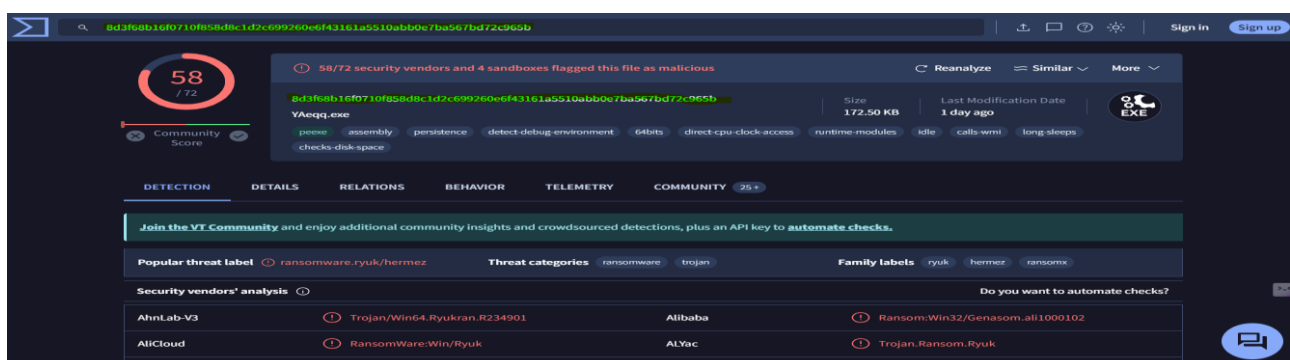 8d3f68b16f0710f858d8c1d2c699260e6f43161a5510abb0e7ba567bd72c965b
Sign in
Sign up
58
/ 72
Community
Score
58/72 security vendors and 4 sandboxes flagged this file as malicious
Reanalyze
Similar
More
8d3f68b16f0710f858d8c1d2c699260e6f43161a5510abb0e7ba567bd72c965b
YAeqq.exe
Size
172.50 KB
Last Modification Date
1 day ago
EXE
peexe assembly persistence detect-debug-environment 64bits direct-cpu-clock-access runtime-modules idle calls-wmi long-sleeps
checks-disk-space
DETECTION DETAILS RELATIONS BEHAVIOR TELEMETRY COMMUNITY 25+
Join the VT Community and enjoy additional community insights and crowdsourced detections, plus an API key to automate checks.
Popular threat label ransomware.ryuk/hermez Threat categories ransomware trojan Family labels ryuk hermez ransomx
Security vendors' analysis Do you want to automate checks?
AhnLab-V3 Trojan/Win64.Ryukran.R234901 Alibaba Ransom:Win32/Genasom.ali1000102
AliCloud RansomWare:Win/Ryuk ALYac Trojan.Ransom.Ryuk